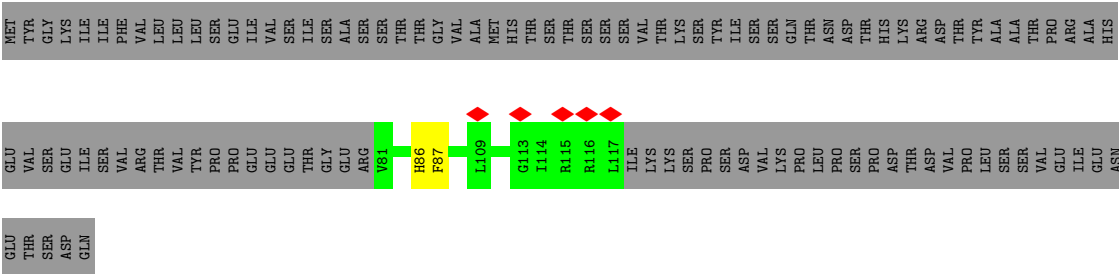 MET TYR GLY LYS ILE ILE PHE VAL LEU LEU LEU SER GLU ILE VAL SER ILE SER ALA SER SER THR THR GLY VAL ALA MET HIS THR SER THR SER SER SER VAL THR LYS SER TYR ILE SER SER GLN THR ASN ASP THR HIS LYS ARG ASP THR TYR ALA ALA THR PRO ARG ALA HIS
GLU VAL SER GLU ILE SER VAL ARG THR VAL TYR PRO PRO GLU GLU GLU THR GLY GLU ARG V81 H86 F87 L109 G113 I114 R115 R116 L117 ILE LYS LYS SER PRO SER ASP VAL LYS PRO LEU PRO SER PRO ASP THR ASP VAL PRO LEU SER SER VAL GLU ILE GLU ASN
GLU THR SER ASP GLN